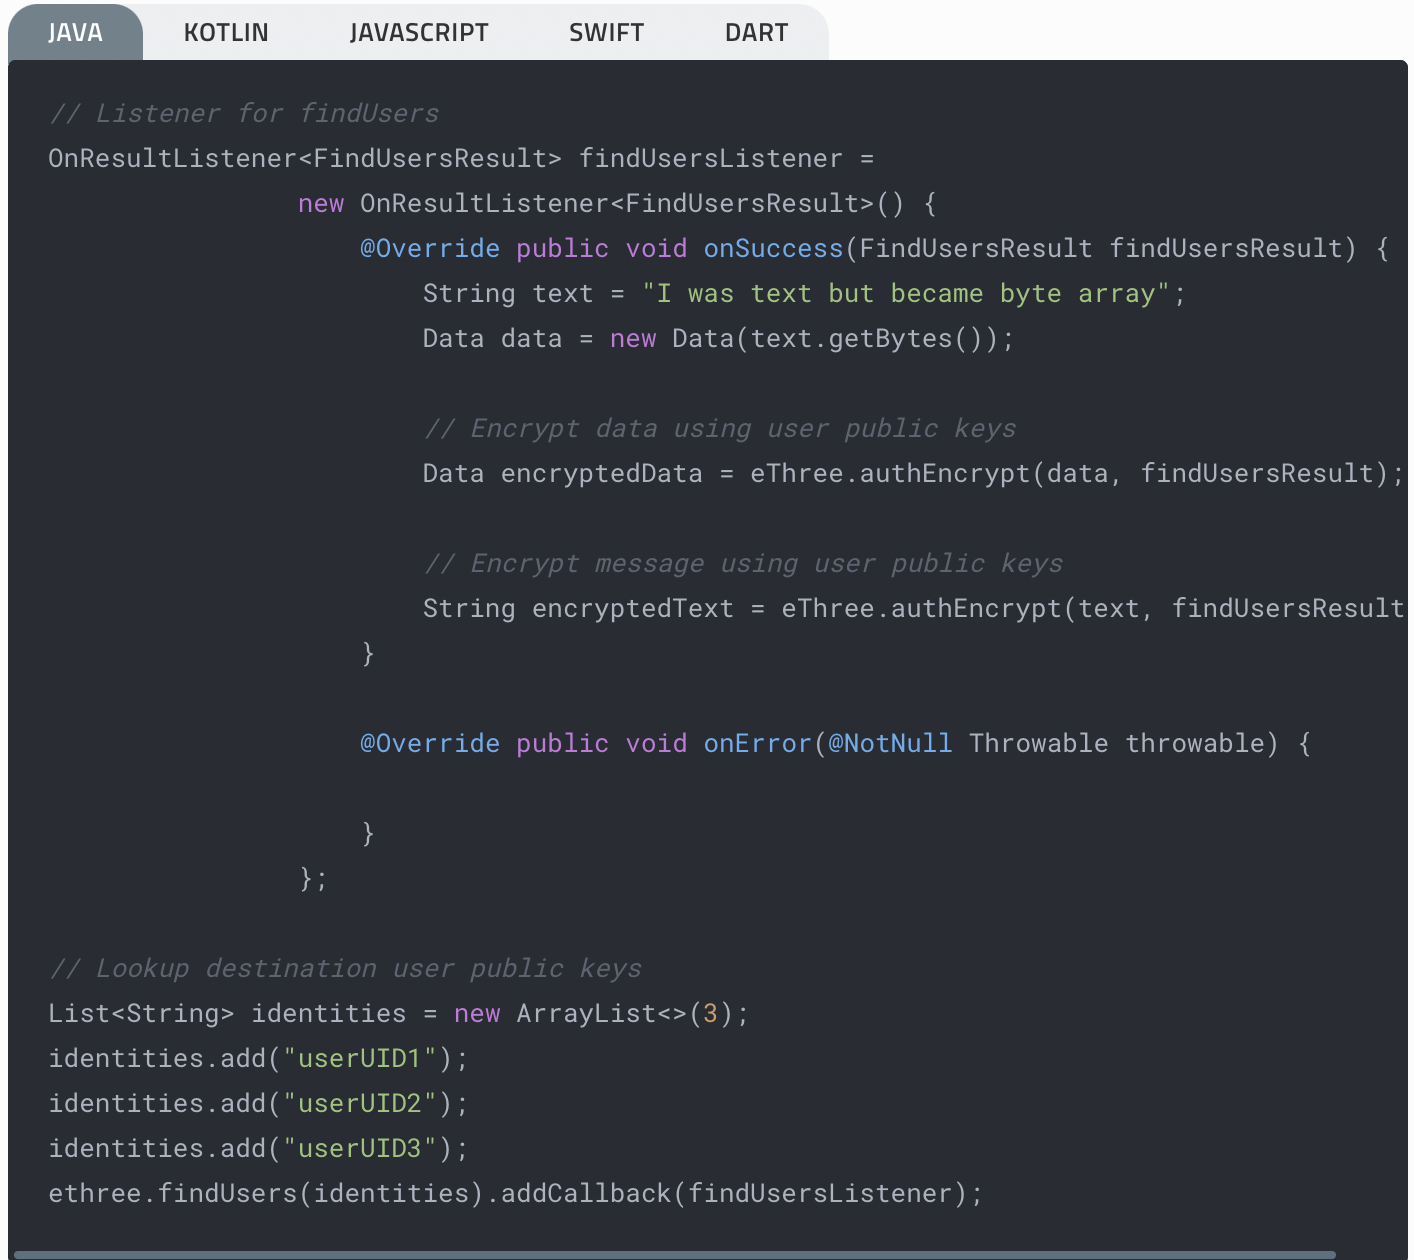 JAVA KOTLIN JAVASCRIPT SWIFT DART
// Listener for findUsers
OnResultListener<FindUsersResult> findUsersListener =
new OnResultListener<FindUsersResult>() {
@Override public void onSuccess(FindUsersResult findUsersResult) {
String text = "I was text but became byte array";
Data data = new Data(text.getBytes());
// Encrypt data using user public keys
Data encryptedData = eThree.authEncrypt(data, findUsersResult);
// Encrypt message using user public keys
String encryptedText = eThree.authEncrypt(text, findUsersResult
}
@Override public void onError(@NotNull Throwable throwable) {
}
};
// Lookup destination user public keys
List<String> identities = new ArrayList<>(3);
identities.add("userUID1");
identities.add("userUID2");
identities.add("userUID3");
ethree.findUsers(identities).addCallback(findUsersListener);